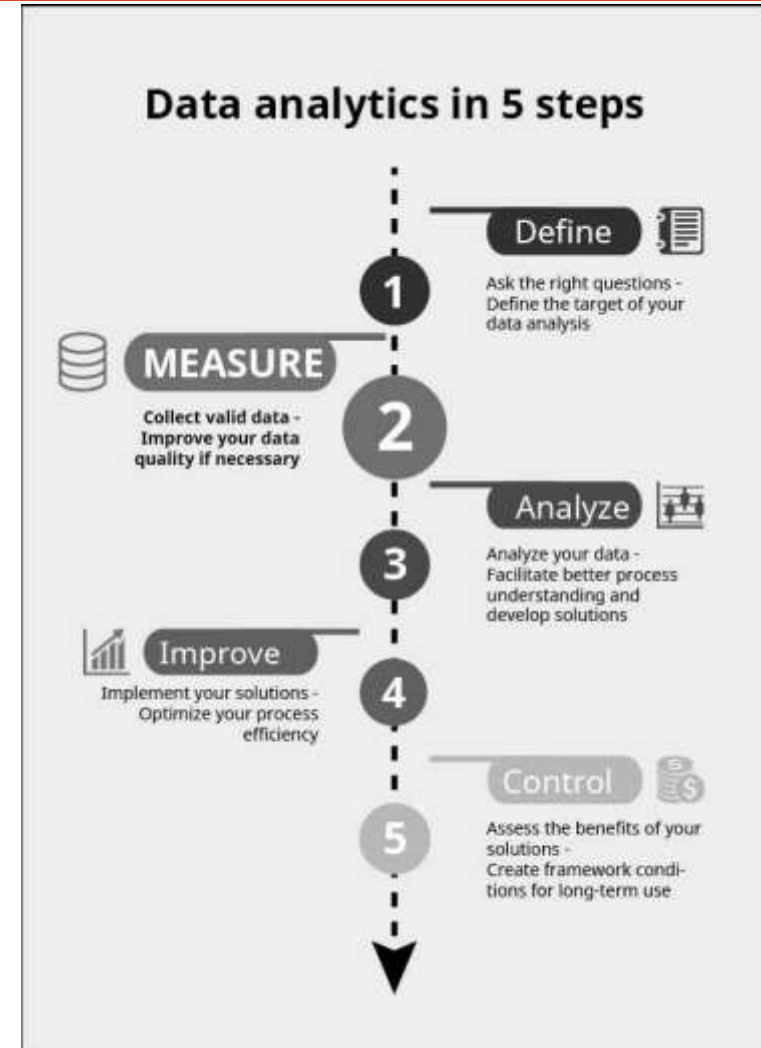 Data analytics in 5 steps
Define
1
Ask the right questions -
Define the target of your
data analysis
MEASURE
2
Collect valid data -
Improve your data
quality if necessary
Analyze
3
Analyze your data -
Facilitate better process
understanding and
develop solutions
Improve
4
Implement your solutions -
Optimize your process
efficiency
Control
5
$
5
Assess the benefits of your
solutions -
Create framework condi-
tions for long-term use